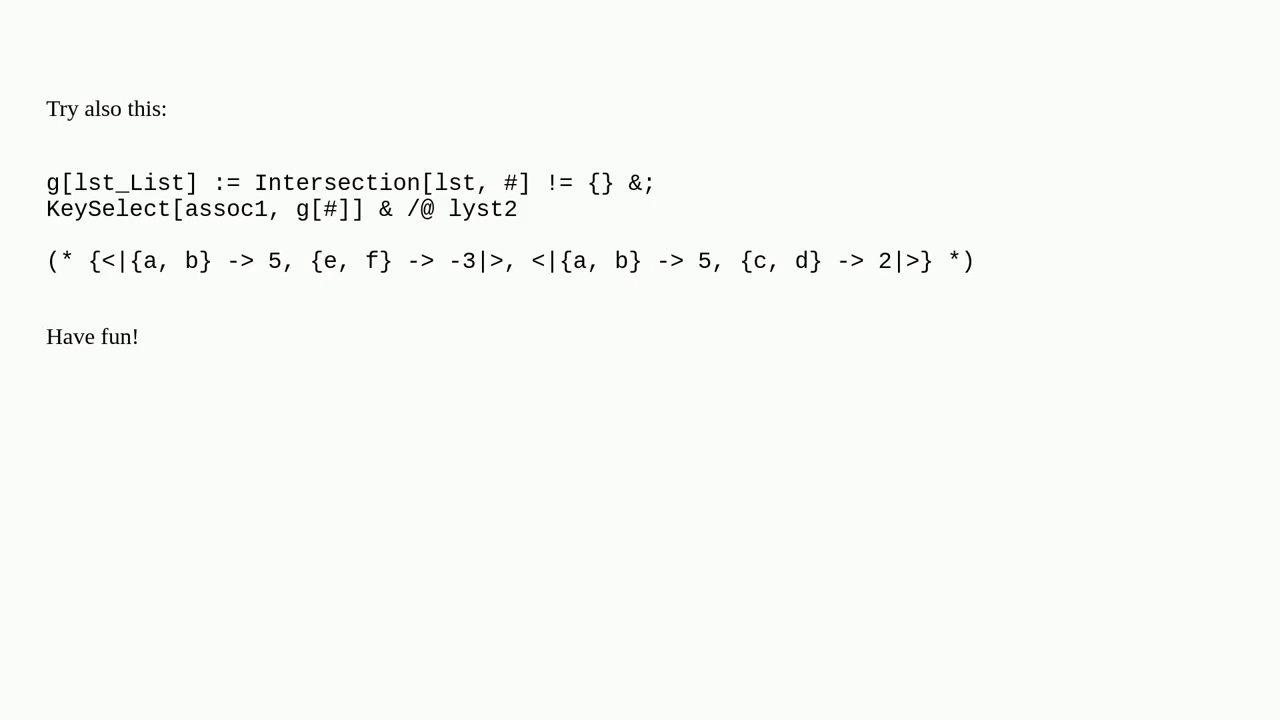 Try also this:
g[lst_List] := Intersection[lst, #] != {} &;
KeySelect[assoc1, g[#]] & /@ lyst2
(* {<|{a, b} -> 5, {e, f} -> -3|>, <|{a, b} -> 5, {c, d} -> 2|>} *)
Have fun!